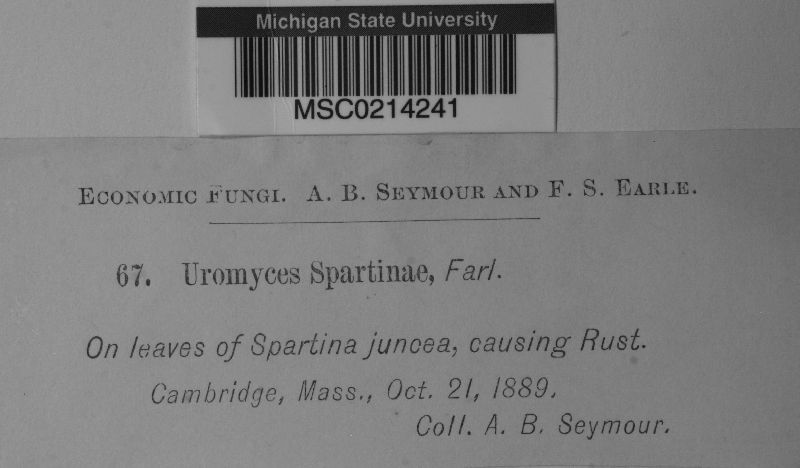 Michigan State University
MSC0214241
ECONOMIC FUNGI. A. B. SEYMOUR AND F. S. EARLE.
67. Uromyces Spartinae, Farl.
On leaves of Spartina juncea, causing Rust.
Cambridge, Mass., Oct. 21, 1889.
Coll. A. B. Seymour.